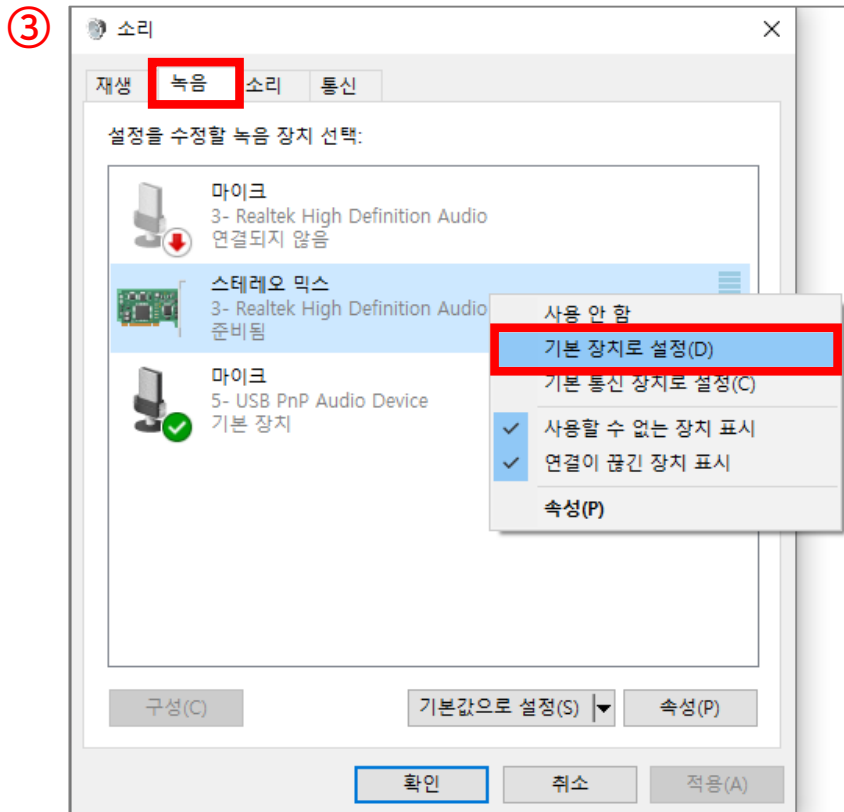 ③
소리
재생 녹음 소리 통신
설정을 수정할 녹음 장치 선택:
마이크
3- Realtek High Definition Audio
연결되지 않음
스테레오 믹스
3- Realtek High Definition Audio
준비됨
마이크
5- USB PnP Audio Device
기본 장치
사용 안 함
기본 장치로 설정(D)
기본 통신 장치로 설정(C)
사용할 수 없는 장치 표시
연결이 끊긴 장치 표시
속성(P)
구성(C) 기본값으로 설정(S) 속성(P)
확인 취소 적용(A)